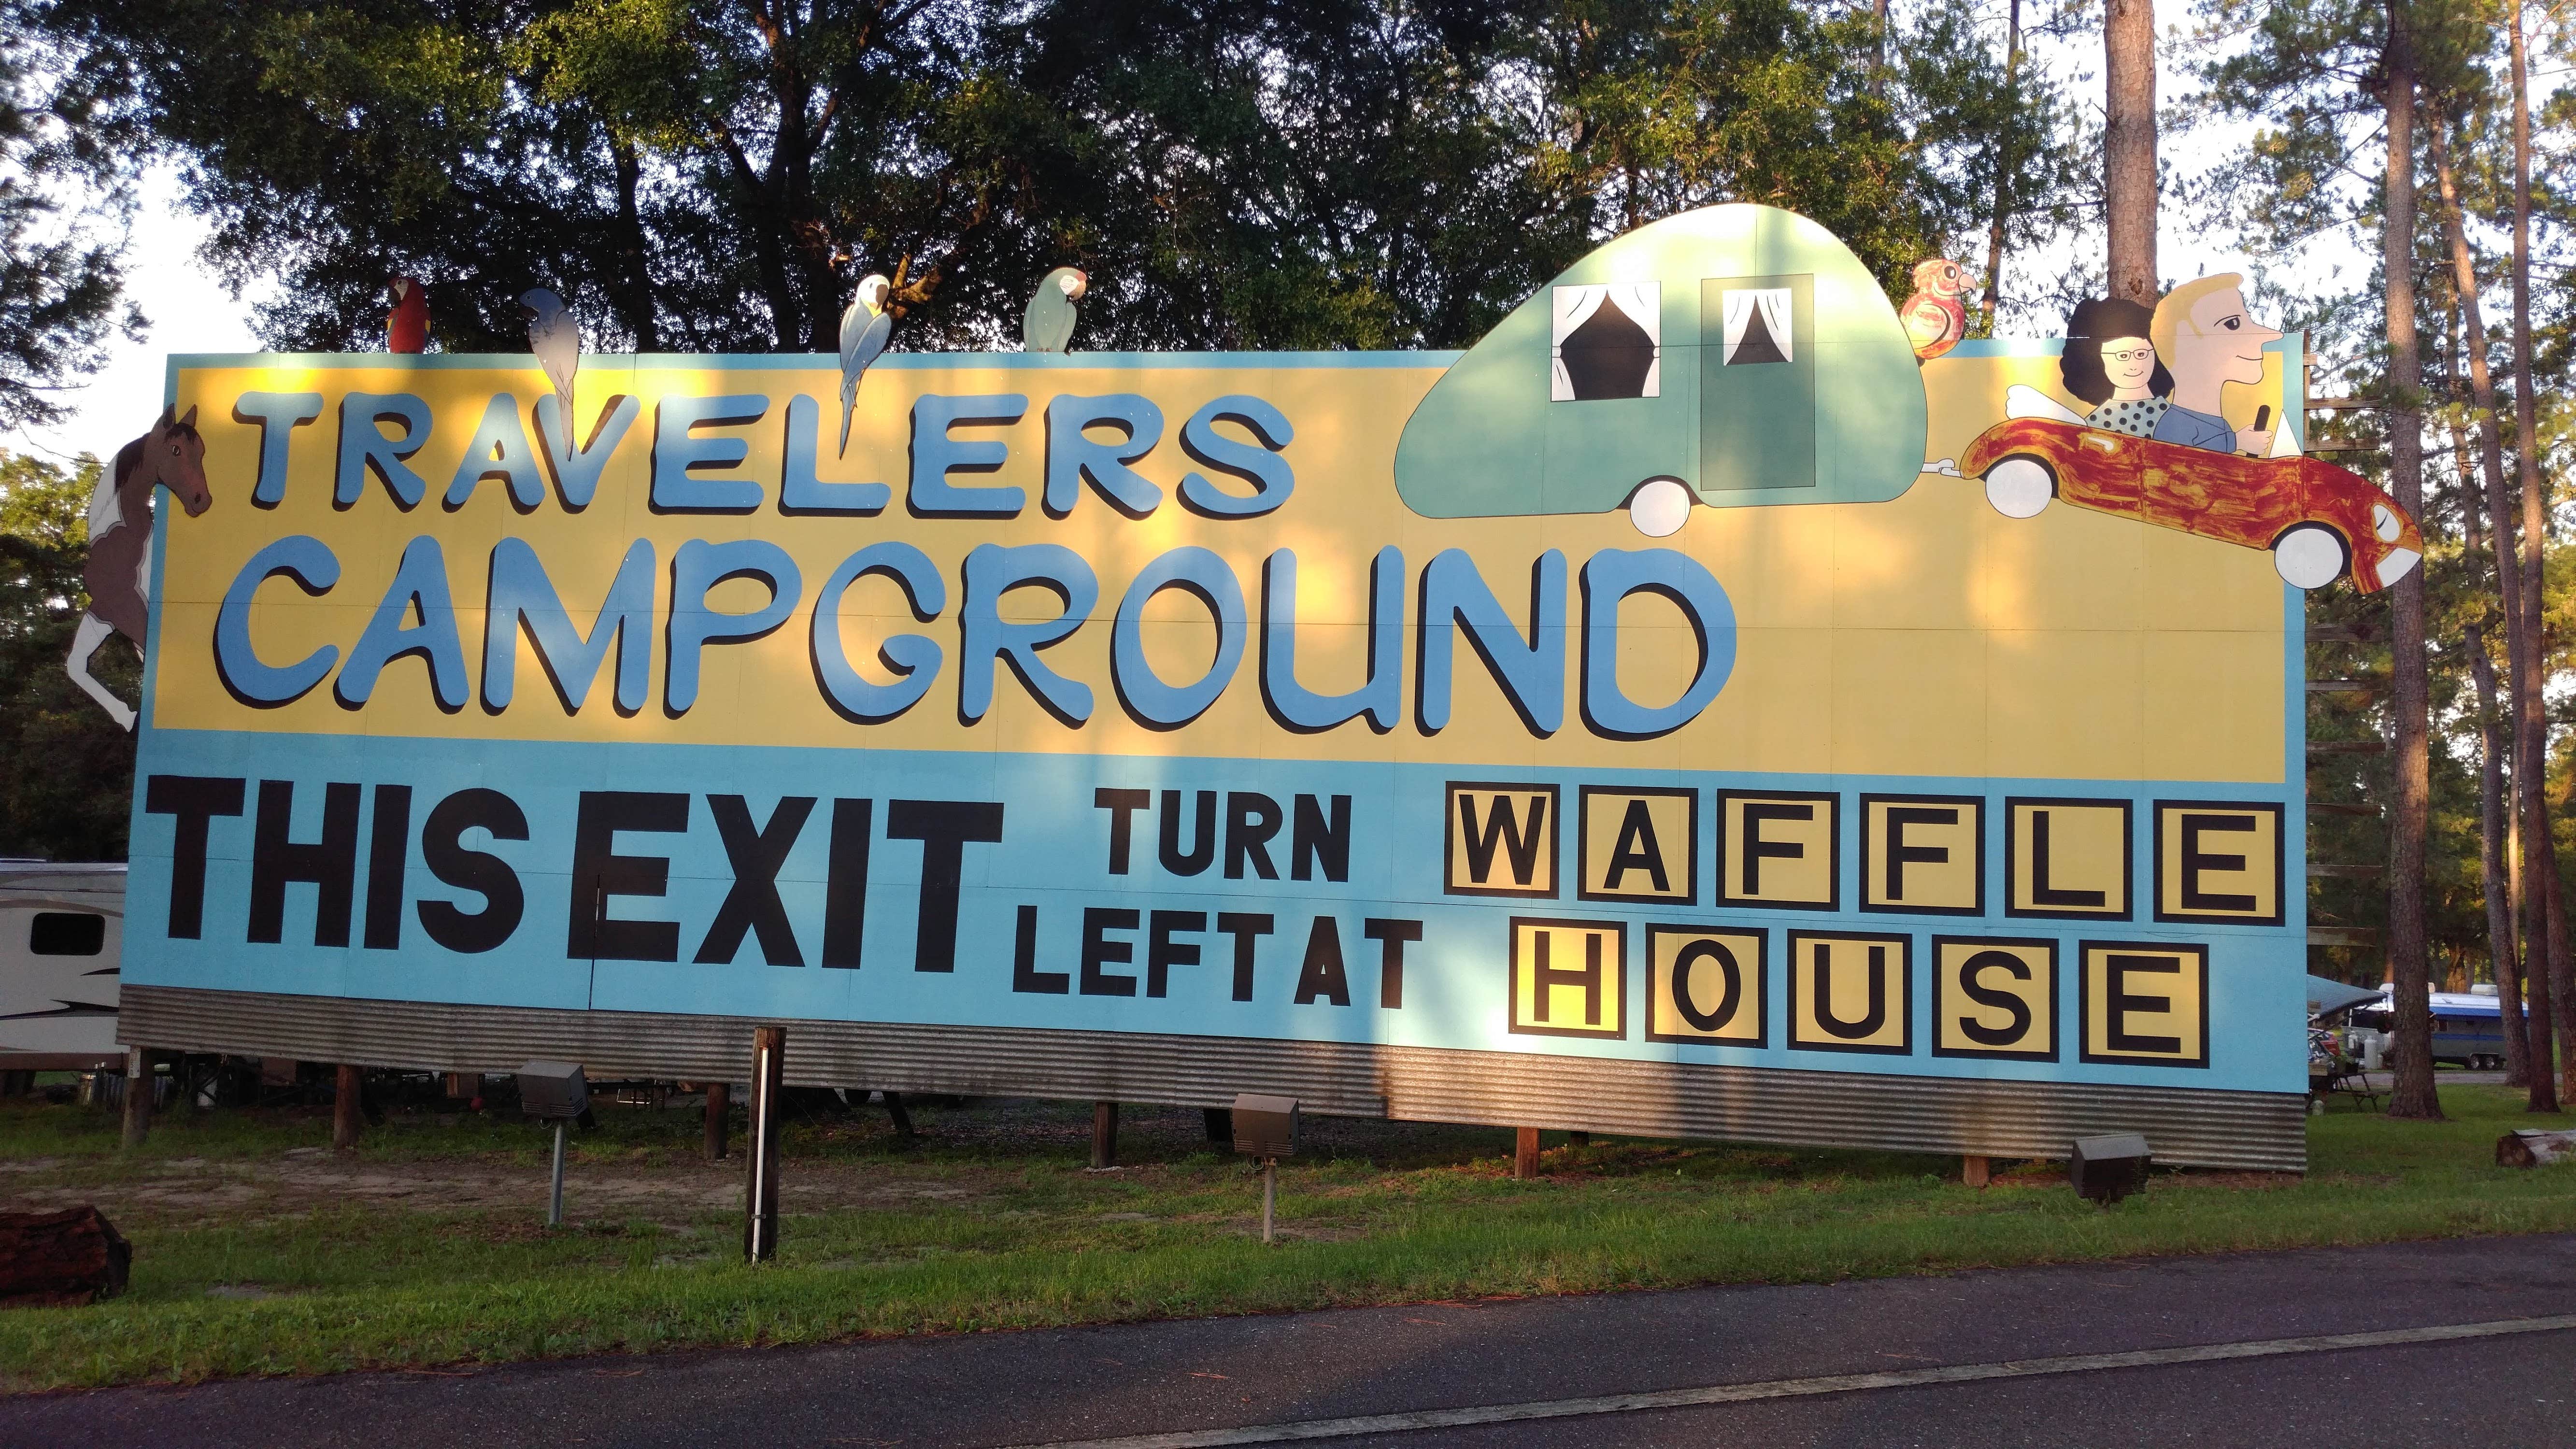 TRAVELERS
CAMPGROUND
THIS EXIT
TURN
LEFT AT
WAFFLE
HOUSE